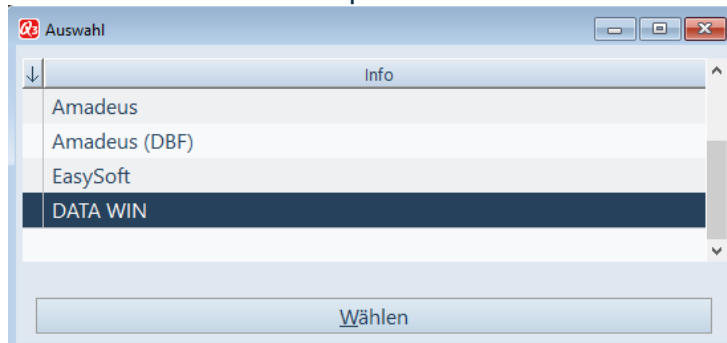 Auswahl
Info
Amadeus
Amadeus (DBF)
EasySoft
DATA WIN
Wählen